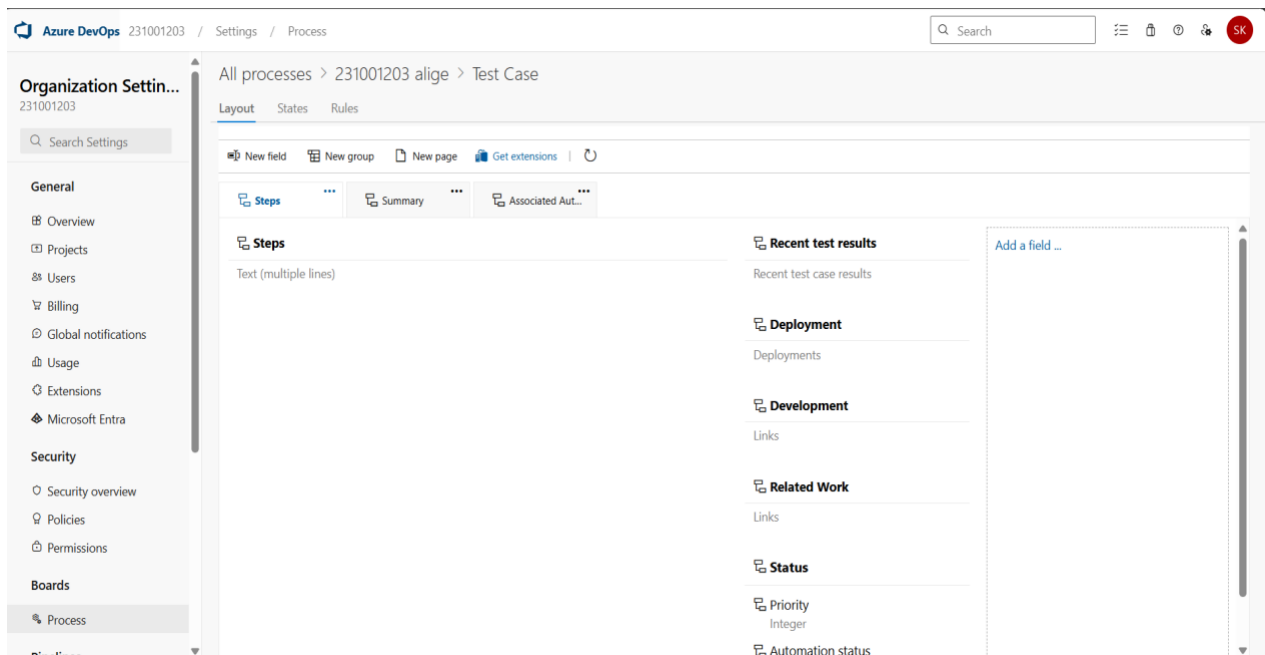 Azure DevOps 231001203 / Settings / Process
Search
SK
Organization Settin...
231001203
Search Settings
General
Overview
Projects
Users
Billing
Global notifications
Usage
Extensions
Microsoft Entra
Security
Security overview
Policies
Permissions
Boards
Process
All processes > 231001203 alige > Test Case
Layout States Rules
New field New group New page Get extensions |
Steps ... Summary ... Associated Aut... ...
Steps
Text (multiple lines)
Recent test results
Recent test case results
Deployment
Deployments
Development
Links
Related Work
Links
Status
Priority
Integer
Automation status
Add a field ...